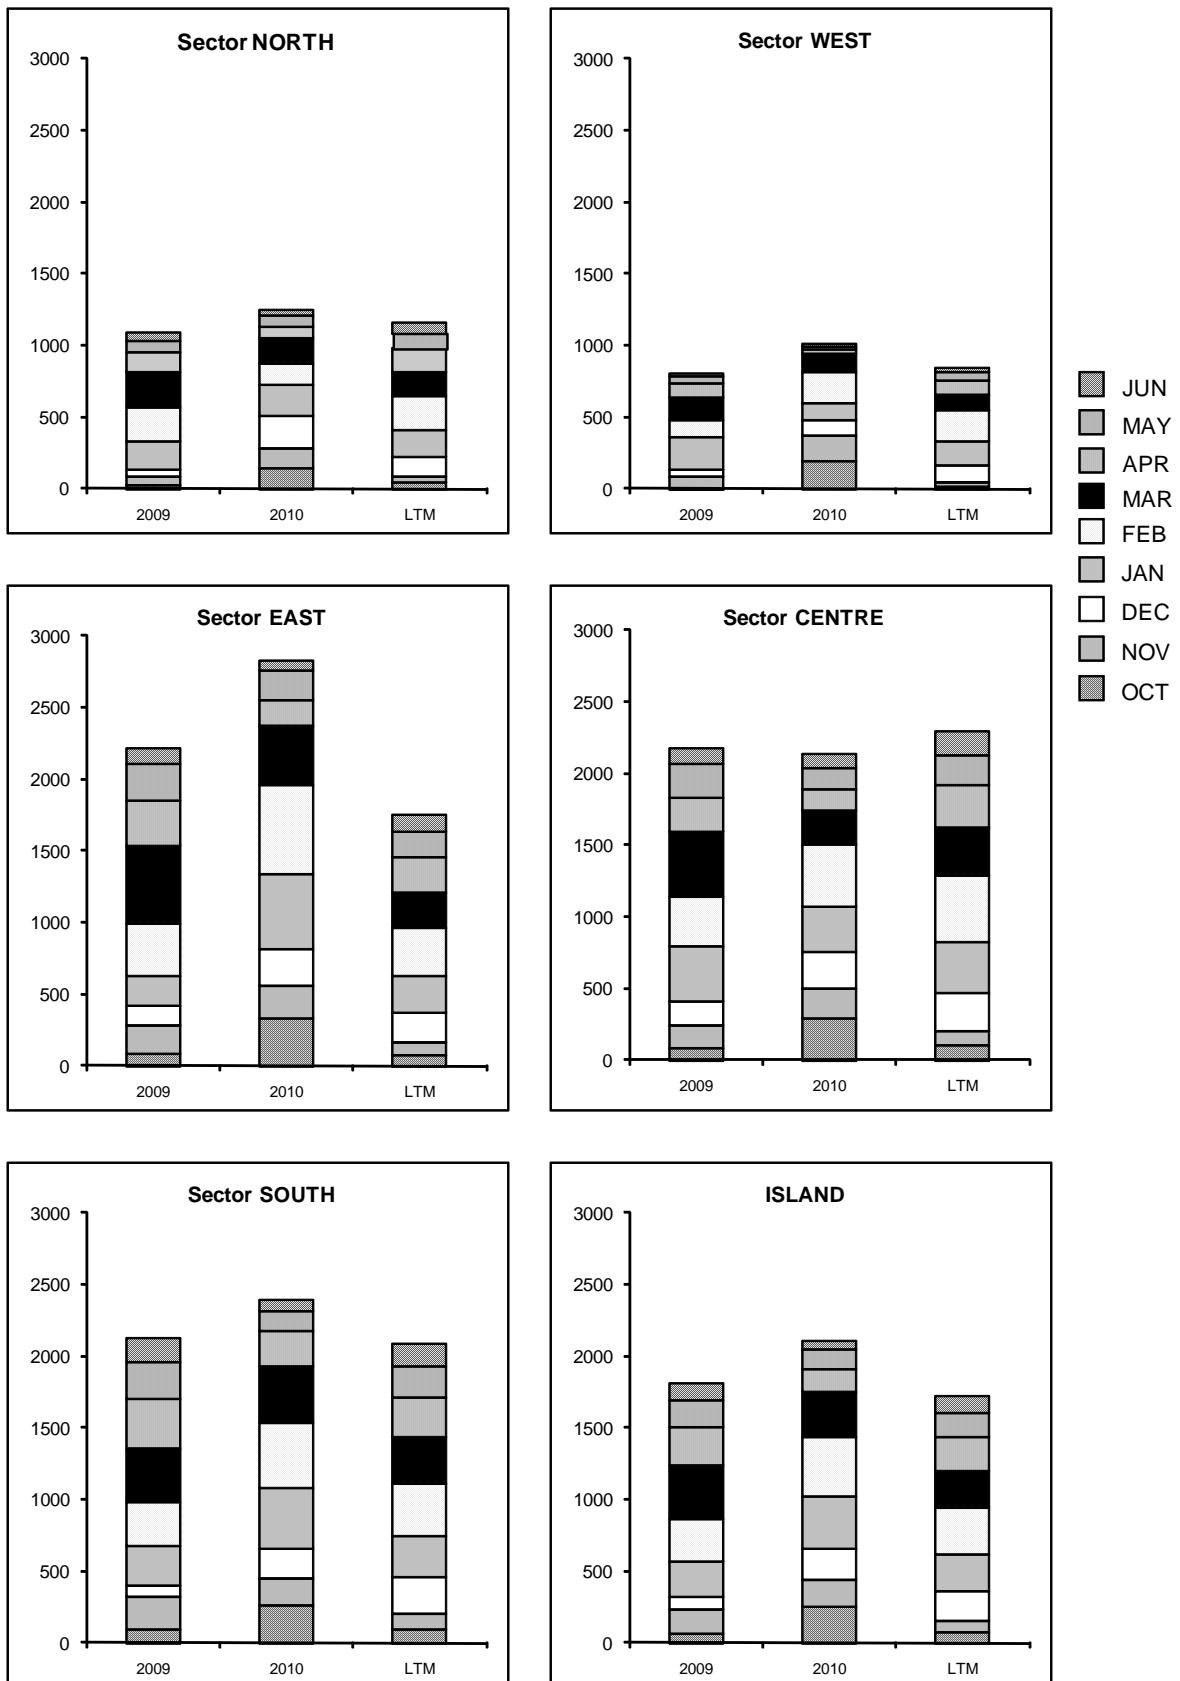 Sector NORTH
3000
2500
2000
1500
1000
500
0
2009 2010 LTM
Sector WEST
3000
2500
2000
1500
1000
500
0
2009 2010 LTM
JUN
MAY
APR
MAR
FEB
JAN
DEC
NOV
OCT
Sector EAST
3000
2500
2000
1500
1000
500
0
2009 2010 LTM
Sector CENTRE
3000
2500
2000
1500
1000
500
0
2009 2010 LTM
Sector SOUTH
3000
2500
2000
1500
1000
500
0
2009 2010 LTM
ISLAND
3000
2500
2000
1500
1000
500
0
2009 2010 LTM